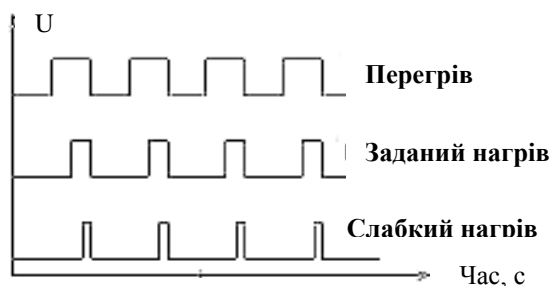 U
Перегрів
Заданий нагрів
Слабкий нагрів
Час, с